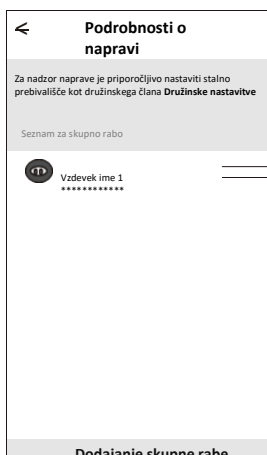 Podrobnosti o
napravi
Za nadzor naprave je priporočljivo nastaviti stalno
prebivališče kot družinskega člana Družinske nastavitve
Seznam za skupno rabo
Vzdevek ime 1
************
Dodajanje skupne rabe